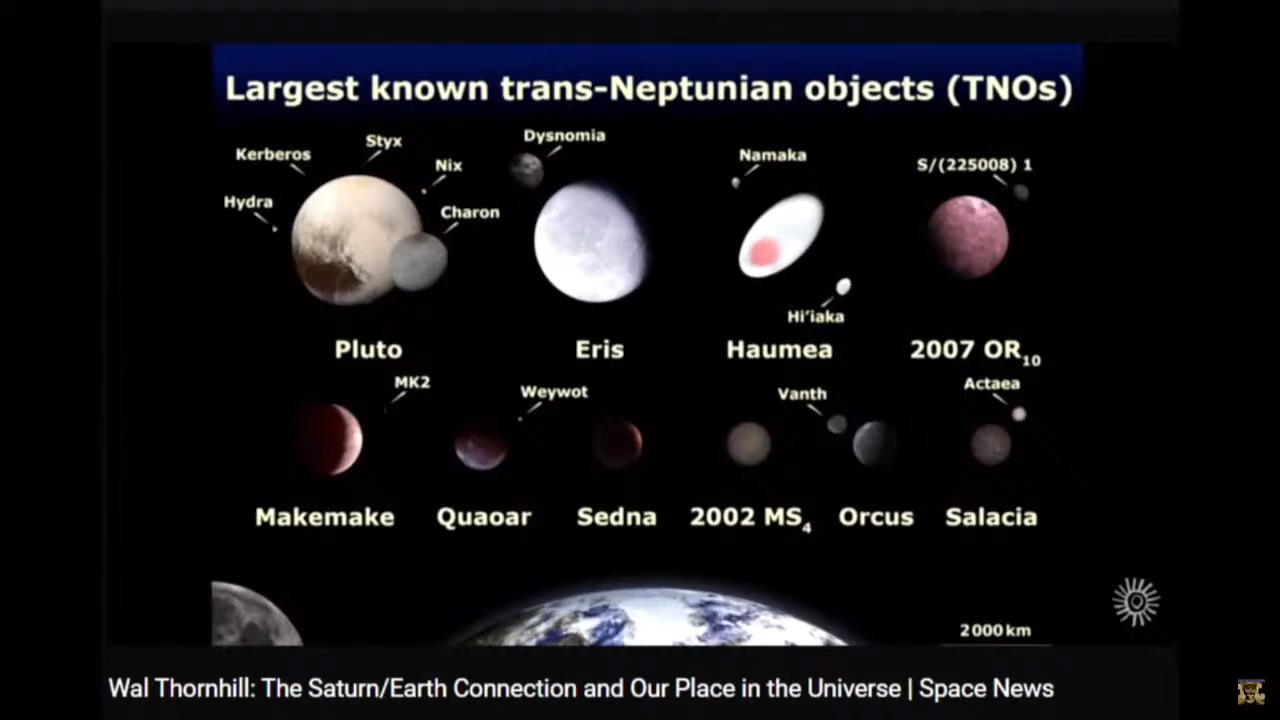 Largest known trans-Neptunian objects (TNOs)
Dysnomia
Styx
Kerberos
Nix
Namaka
S/(225008) 1
Hydra
Charon
Hi'iaka
Pluto
Eris
Haumea
2007 OR10
MK2
Weywot
Vanth
Actaea
Makemake
Quaoar
Sedna
2002 MS4
Orcus
Salacia
2000 km
Wal Thornhill: The Saturn/Earth Connection and Our Place in the Universe | Space News